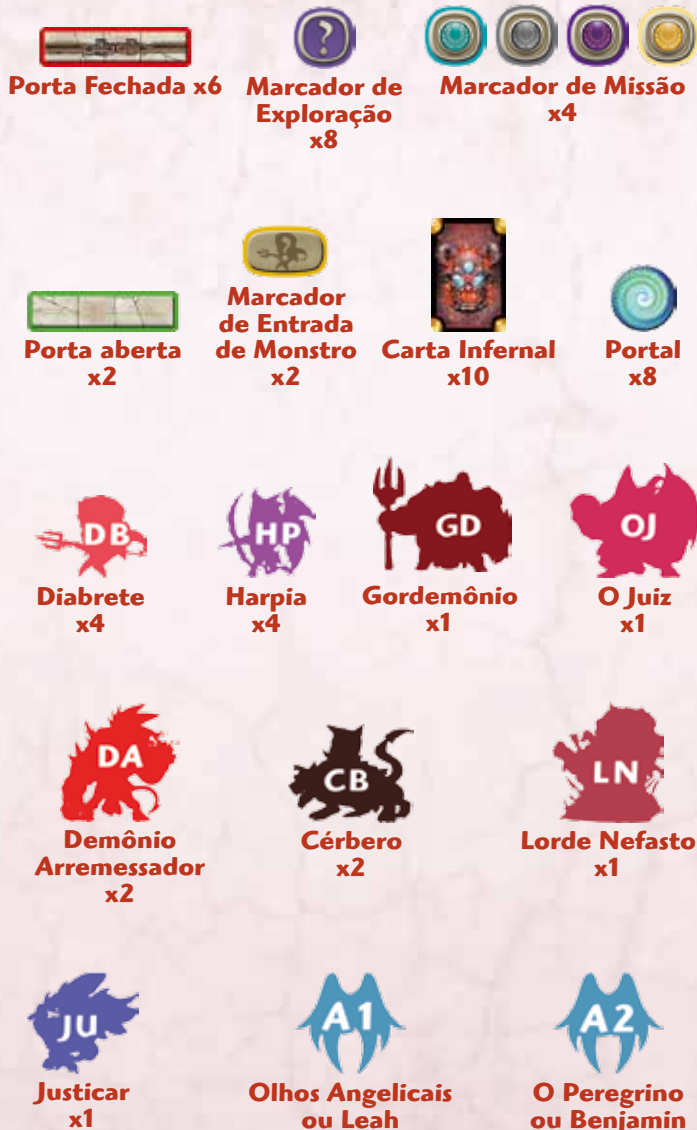 ?
Porta Fechada x6
Marcador de
Exploração
x8
Marcador de Missão
x4
Porta aberta
x2
Marcador
de Entrada
de Monstro
x2
Carta Infernal
x10
Portal
x8
DB
Diabrete
x4
HP
Harpia
x4
GD
Gordemônio
x1
OJ
O Juiz
x1
DA
Demônio
Arremessador
x2
CB
Cérbero
x2
LN
Lorde Nefasto
x1
JU
Justicar
x1
A1
Olhos Angelicais
ou Leah
A2
O Peregrino
ou Benjamin